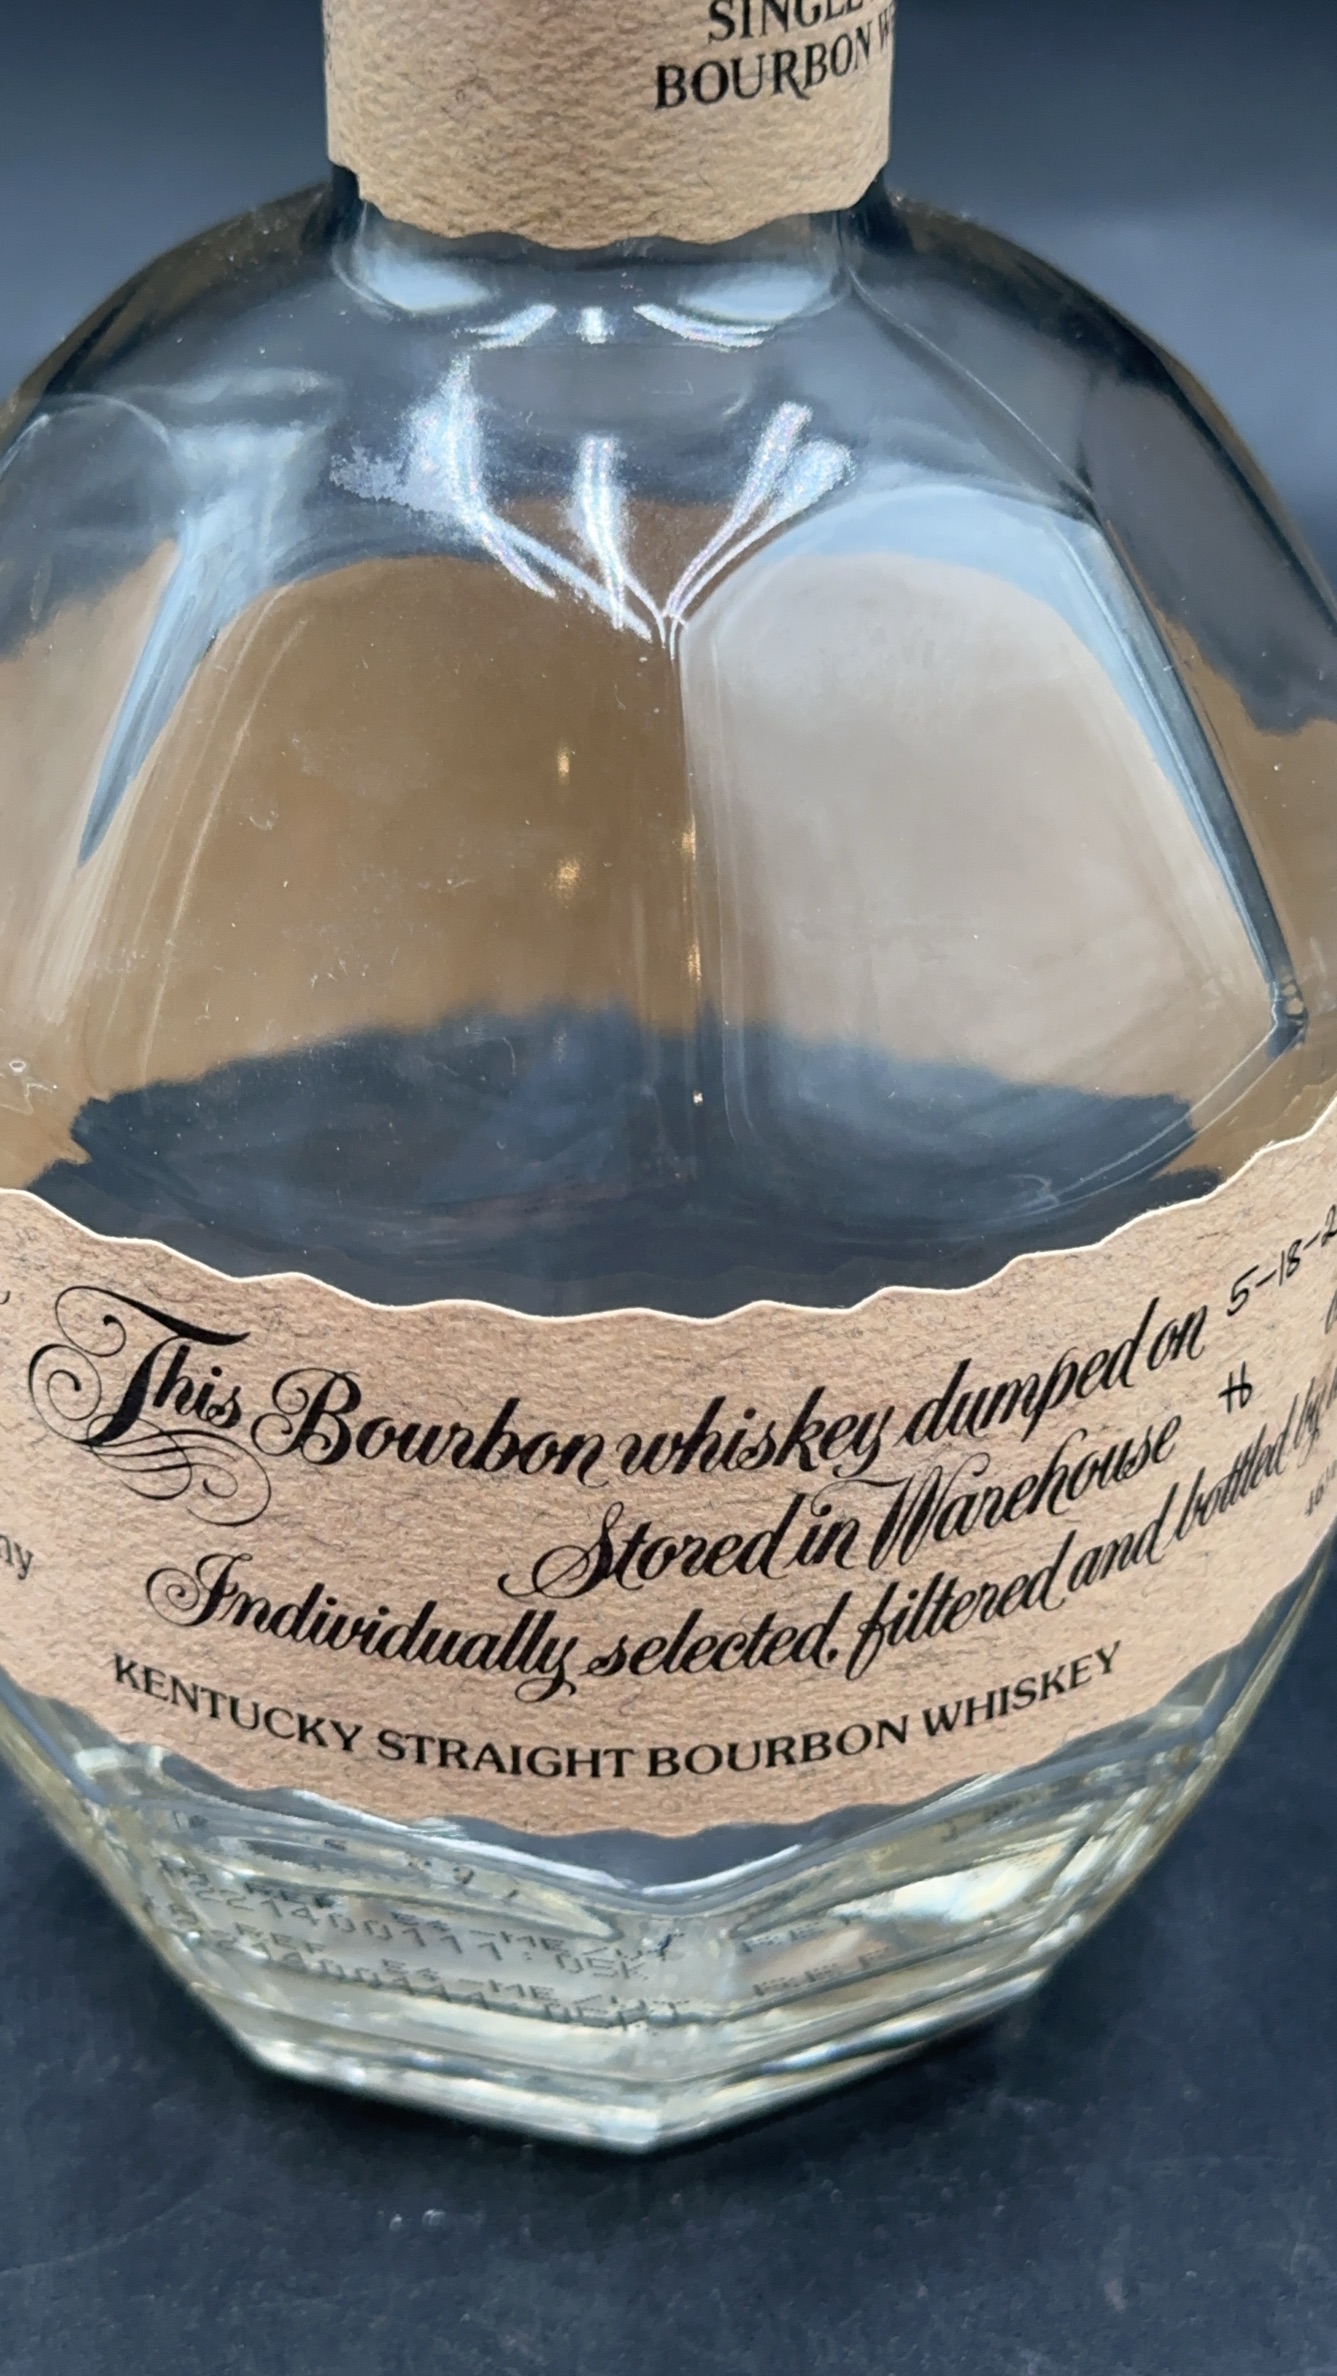 SINGLE
BOURBON W
This Bourbon whiskey dumped on 5-18-2
Stored in Warehouse H
Individually selected, filtered and bottled by
KENTUCKY STRAIGHT BOURBON WHISKEY